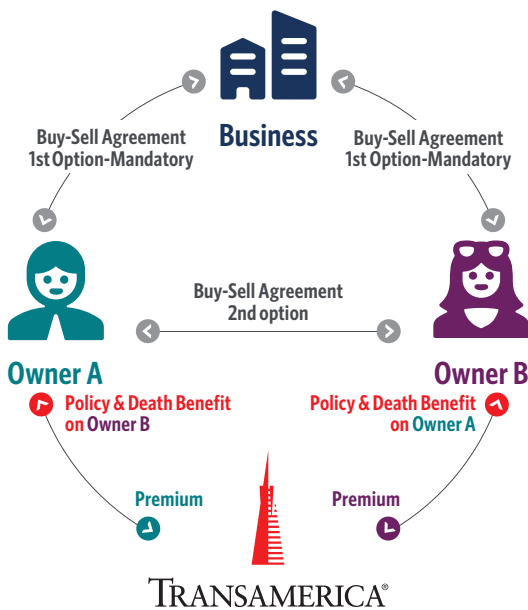 Business
Buy-Sell Agreement
1st Option-Mandatory
Buy-Sell Agreement
1st Option-Mandatory
Buy-Sell Agreement
2nd option
Owner A
Owner B
Policy & Death Benefit
on Owner B
Policy & Death Benefit
on Owner A
Premium
Premium
TRANSAMERICA®